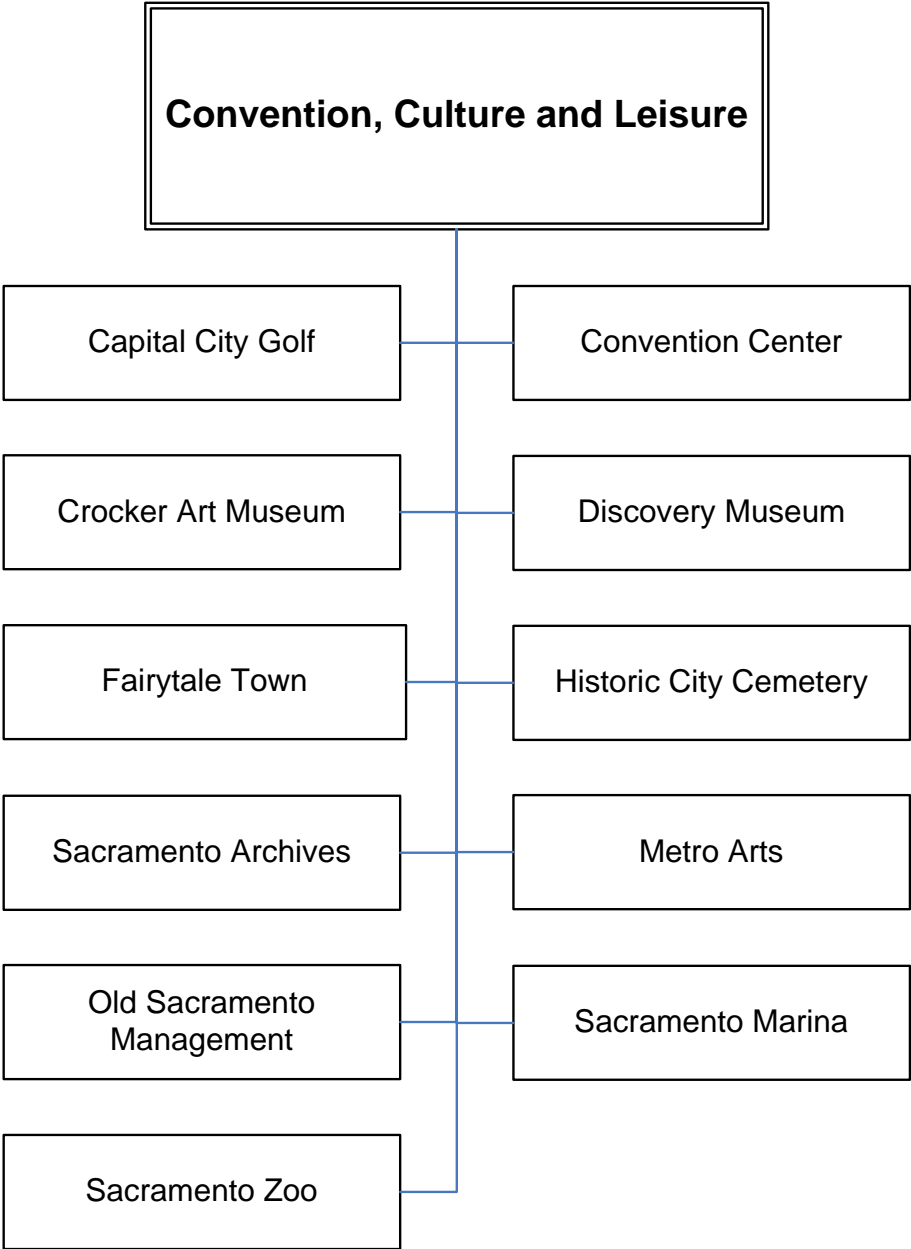 Convention, Culture and Leisure
Capital City Golf
Convention Center
Crocker Art Museum
Discovery Museum
Fairytale Town
Historic City Cemetery
Sacramento Archives
Metro Arts
Old Sacramento
Management
Sacramento Marina
Sacramento Zoo